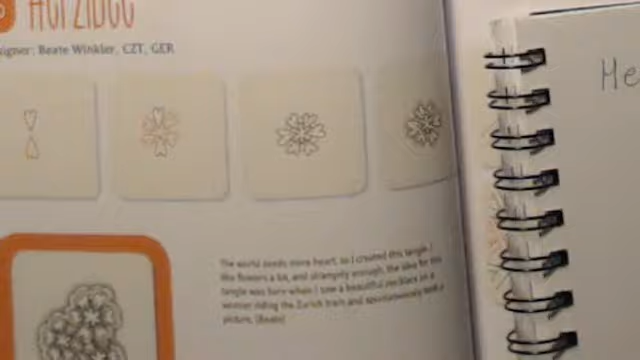 Herzidee
signer: Beate Winkler, CZT, GER
He
The world needs more heart, so I created this tangle. I
like flowers a lot, and strangely enough, the idea for this
tangle was born when I saw a beautiful necklace on a
woman riding the Zurich train and spontaneously took a
picture. (Beate)